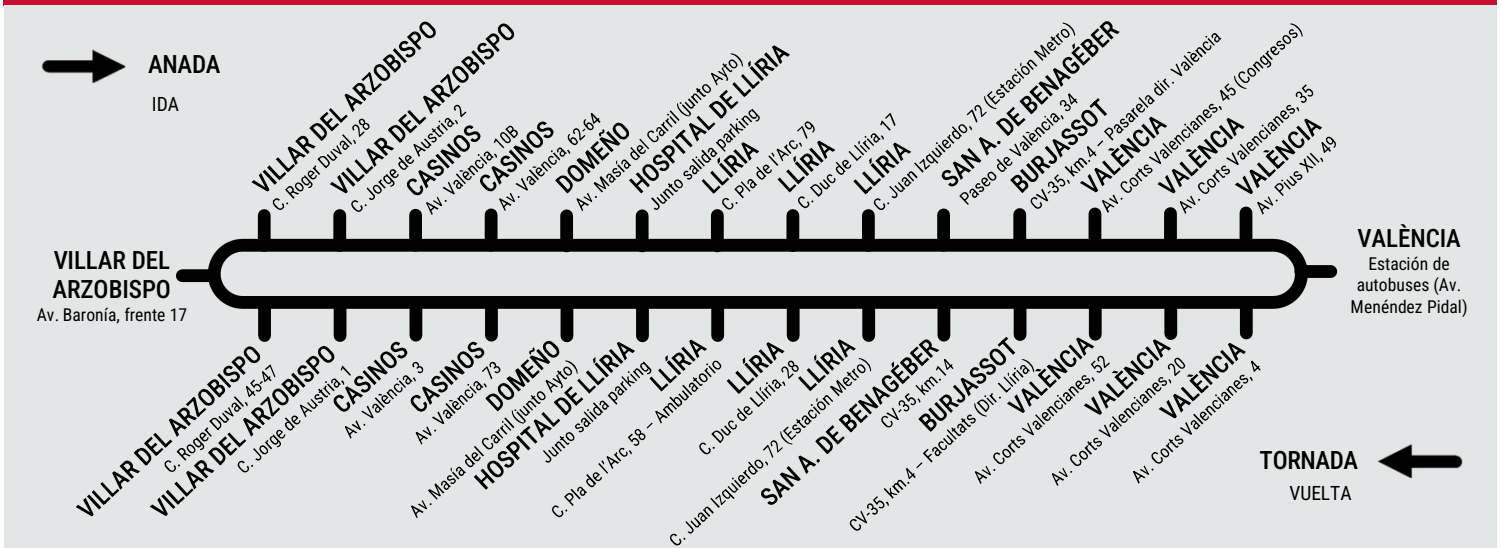 ANADA
IDA
VILLAR DEL ARZOBISPO
C. Roger Duval, 28
VILLAR DEL ARZOBISPO
C. Jorge de Austria, 2
CASINOS
Av. València, 10B
CASINOS
Av. València, 62-64
DOMEÑO
Av. Masía del Carril (junto Ayto)
HOSPITAL DE LLÍRIA
Junto salida parking
LLÍRIA
C. Pla de l'Arc, 79
LLÍRIA
C. Duc de Llíria, 17
LLÍRIA
C. Juan Izquierdo, 72 (Estación Metro)
SAN A. DE BENAGÉBER
Paseo de València, 34
BURJASSOT
CV-35, km.4 – Pasarela dir. València
VALÈNCIA
Av. Corts Valencianes, 45 (Congresos)
VALÈNCIA
Av. Corts Valencianes, 35
VALÈNCIA
Av. Pius XII, 49
VILLAR DEL
ARZOBISPO
Av. Baronía, frente 17
VALÈNCIA
Estación de
autobuses (Av.
Menéndez Pidal)
VILLAR DEL ARZOBISPO
C. Roger Duval, 45-47
VILLAR DEL ARZOBISPO
C. Jorge de Austria, 1
CASINOS
Av. València, 3
CASINOS
Av. València, 73
DOMEÑO
Av. Masía del Carril (junto Ayto)
HOSPITAL DE LLÍRIA
Junto salida parking
LLÍRIA
C. Pla de l'Arc, 58 – Ambulatorio
LLÍRIA
C. Duc de Llíria, 28
LLÍRIA
C. Juan Izquierdo, 72 (Estación Metro)
SAN A. DE BENAGÉBER
CV-35, km.14
BURJASSOT
CV-35, km.4 – Facultats (Dir. Llíria)
VALÈNCIA
Av. Corts Valencianes, 52
VALÈNCIA
Av. Corts Valencianes, 20
VALÈNCIA
Av. Corts Valencianes, 4
TORNADA
VUELTA